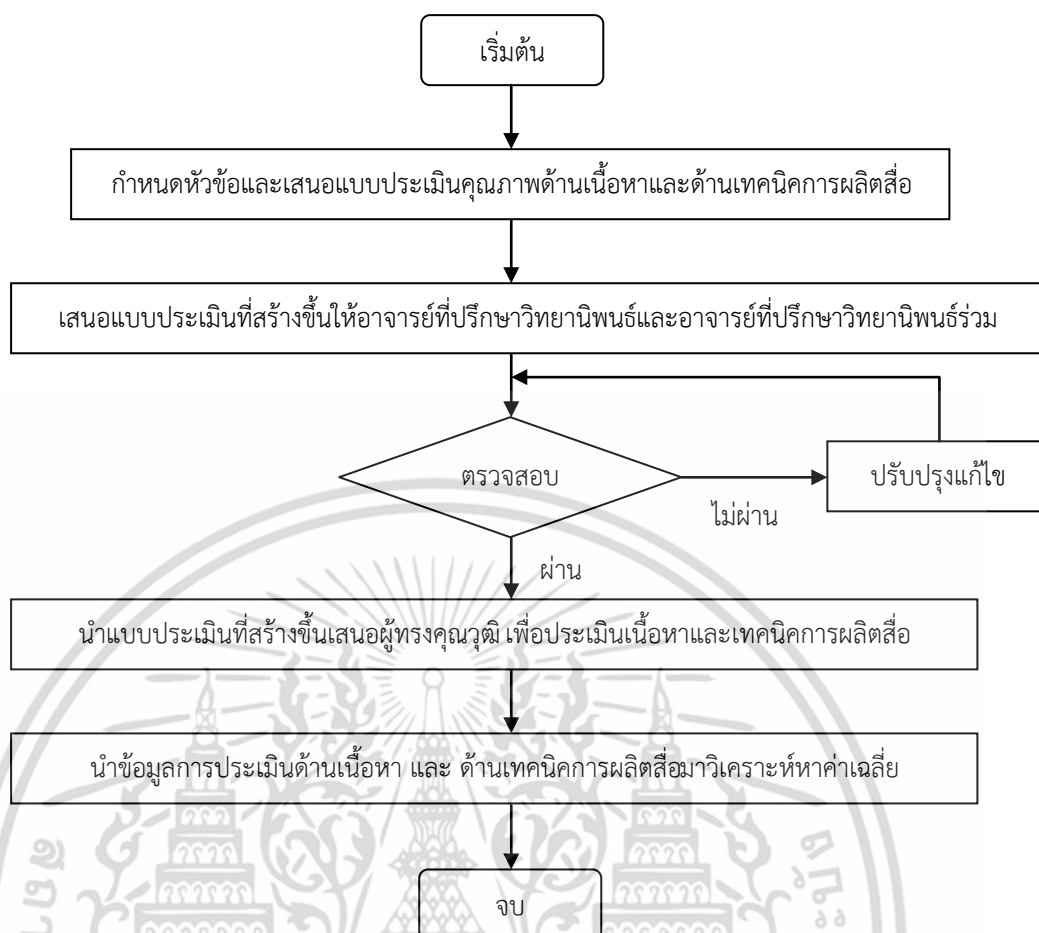 เริ่มต้น
กำหนดหัวข้อและเสนอแบบประเมินคุณภาพด้านเนื้อหาและด้านเทคนิคการผลิตสื่อ
เสนอแบบประเมินที่สร้างขึ้นให้อาจารย์ที่ปรึกษาวิทยานิพนธ์และอาจารย์ที่ปรึกษาวิทยานิพนธ์ร่วม
ตรวจสอบ
ปรับปรุงแก้ไข
ไม่ผ่าน
ผ่าน
นำแบบประเมินที่สร้างขึ้นเสนอผู้ทรงคุณวุฒิ เพื่อประเมินเนื้อหาและเทคนิคการผลิตสื่อ
นำข้อมูลการประเมินด้านเนื้อหา และ ด้านเทคนิคการผลิตสื่อมาวิเคราะห์หาค่าเฉลี่ย
จบ